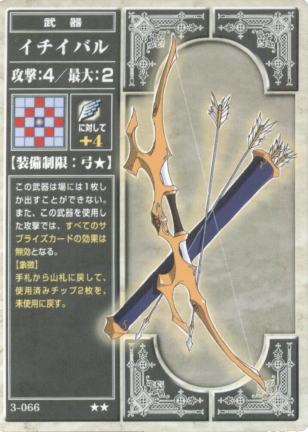 武器
イチイバル
攻撃:4／最大:2
に対して
+4
【装備制限：弓★】
この武器は場には1枚し
か出すことができない。
また、この武器を使用し
た攻撃では、すべてのサ
プライズカードの効果は
無効となる。
【象徴】
手札から山札に戻して、
使用済みチップ2枚を、
未使用に戻す。
3-066
★★